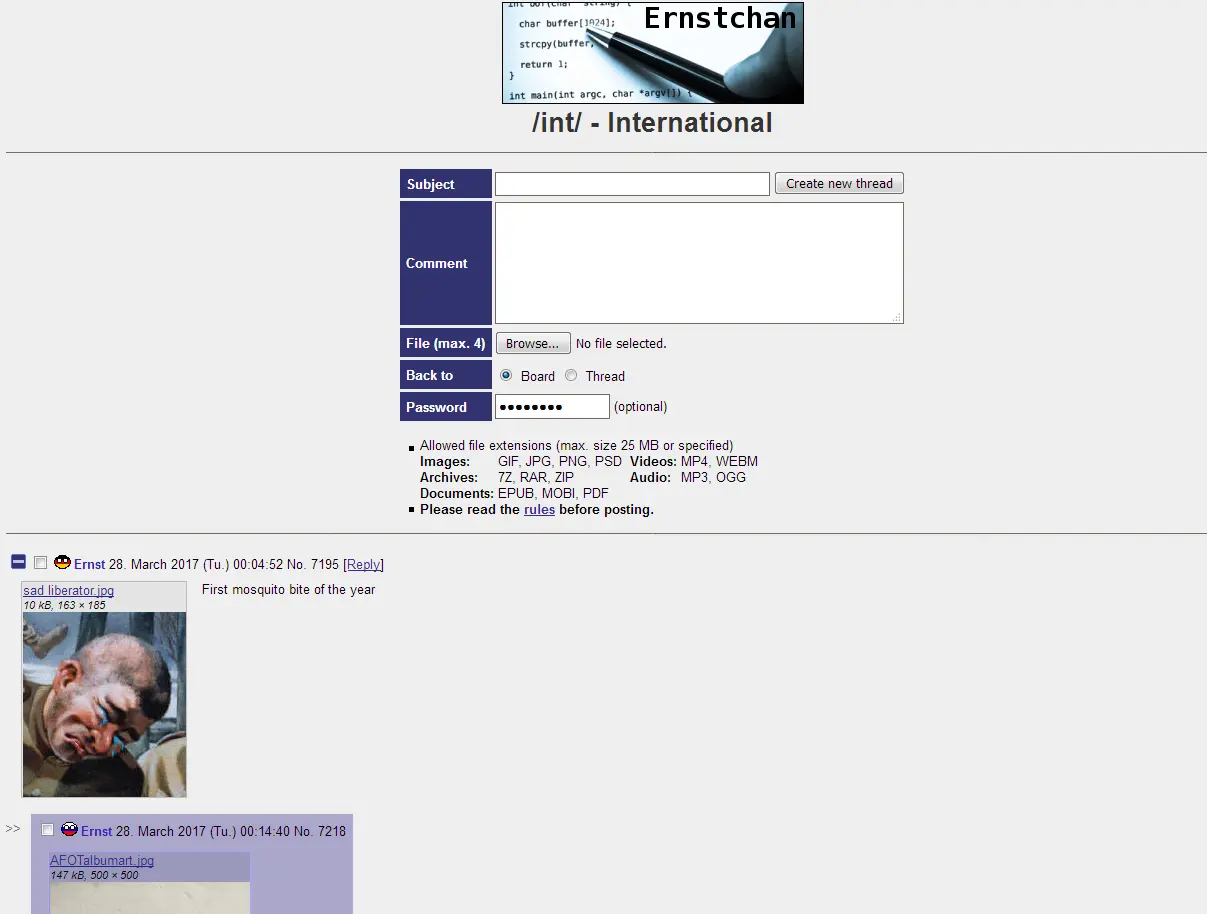 int bof(char *string) {
char buffer[1024];
Ernstchan
strcpy(buffer,
return 1;
}
int main(int argc, char *argv[]) {
/int/ - International
Subject
Create new thread
Comment
File (max. 4) Browse... No file selected.
Back to Board Thread
Password •••••••• (optional)
Allowed file extensions (max. size 25 MB or specified)
Images: GIF, JPG, PNG, PSD Videos: MP4, WEBM
Archives: 7Z, RAR, ZIP Audio: MP3, OGG
Documents: EPUB, MOBI, PDF
Please read the rules before posting.
Ernst 28. March 2017 (Tu.) 00:04:52 No. 7195 [Reply]
sad liberator.jpg
10 kB, 163 × 185
First mosquito bite of the year
>> Ernst 28. March 2017 (Tu.) 00:14:40 No. 7218
AFOTalbumart.jpg
147 kB, 500 × 500